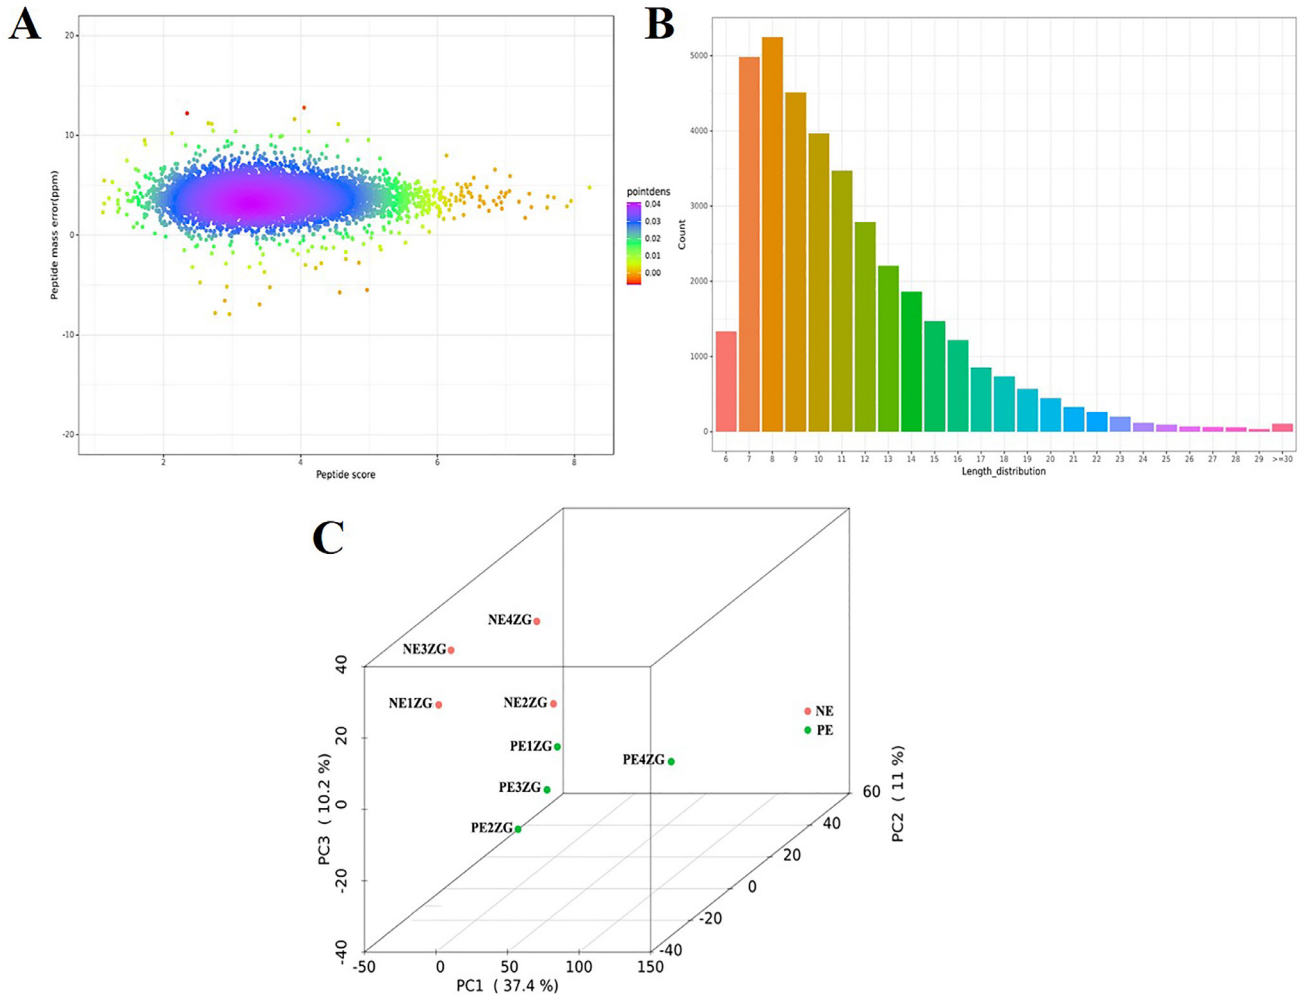 A
20
10
0
-10
-20
2 4 6 8
Peptide score
Peptide mass error(ppm)
pointdens
0.04
0.03
0.02
0.01
0.00
B
5000
4000
3000
2000
1000
0
6 7 8 9 10 11 12 13 14 15 16 17 18 19 20 21 22 23 24 25 26 27 28 29 >=30
Length_distribution
Count
C
NE4ZG
NE3ZG
NE1ZG
NE2ZG
PE1ZG
PE4ZG
PE3ZG
PE2ZG
NE
PE
40
20
0
-20
-40
PC3 ( 10.2 %)
-50 0 50 100 150
PC1 ( 37.4 %)
60
40
20
0
-20
-40
PC2 ( 11 %)